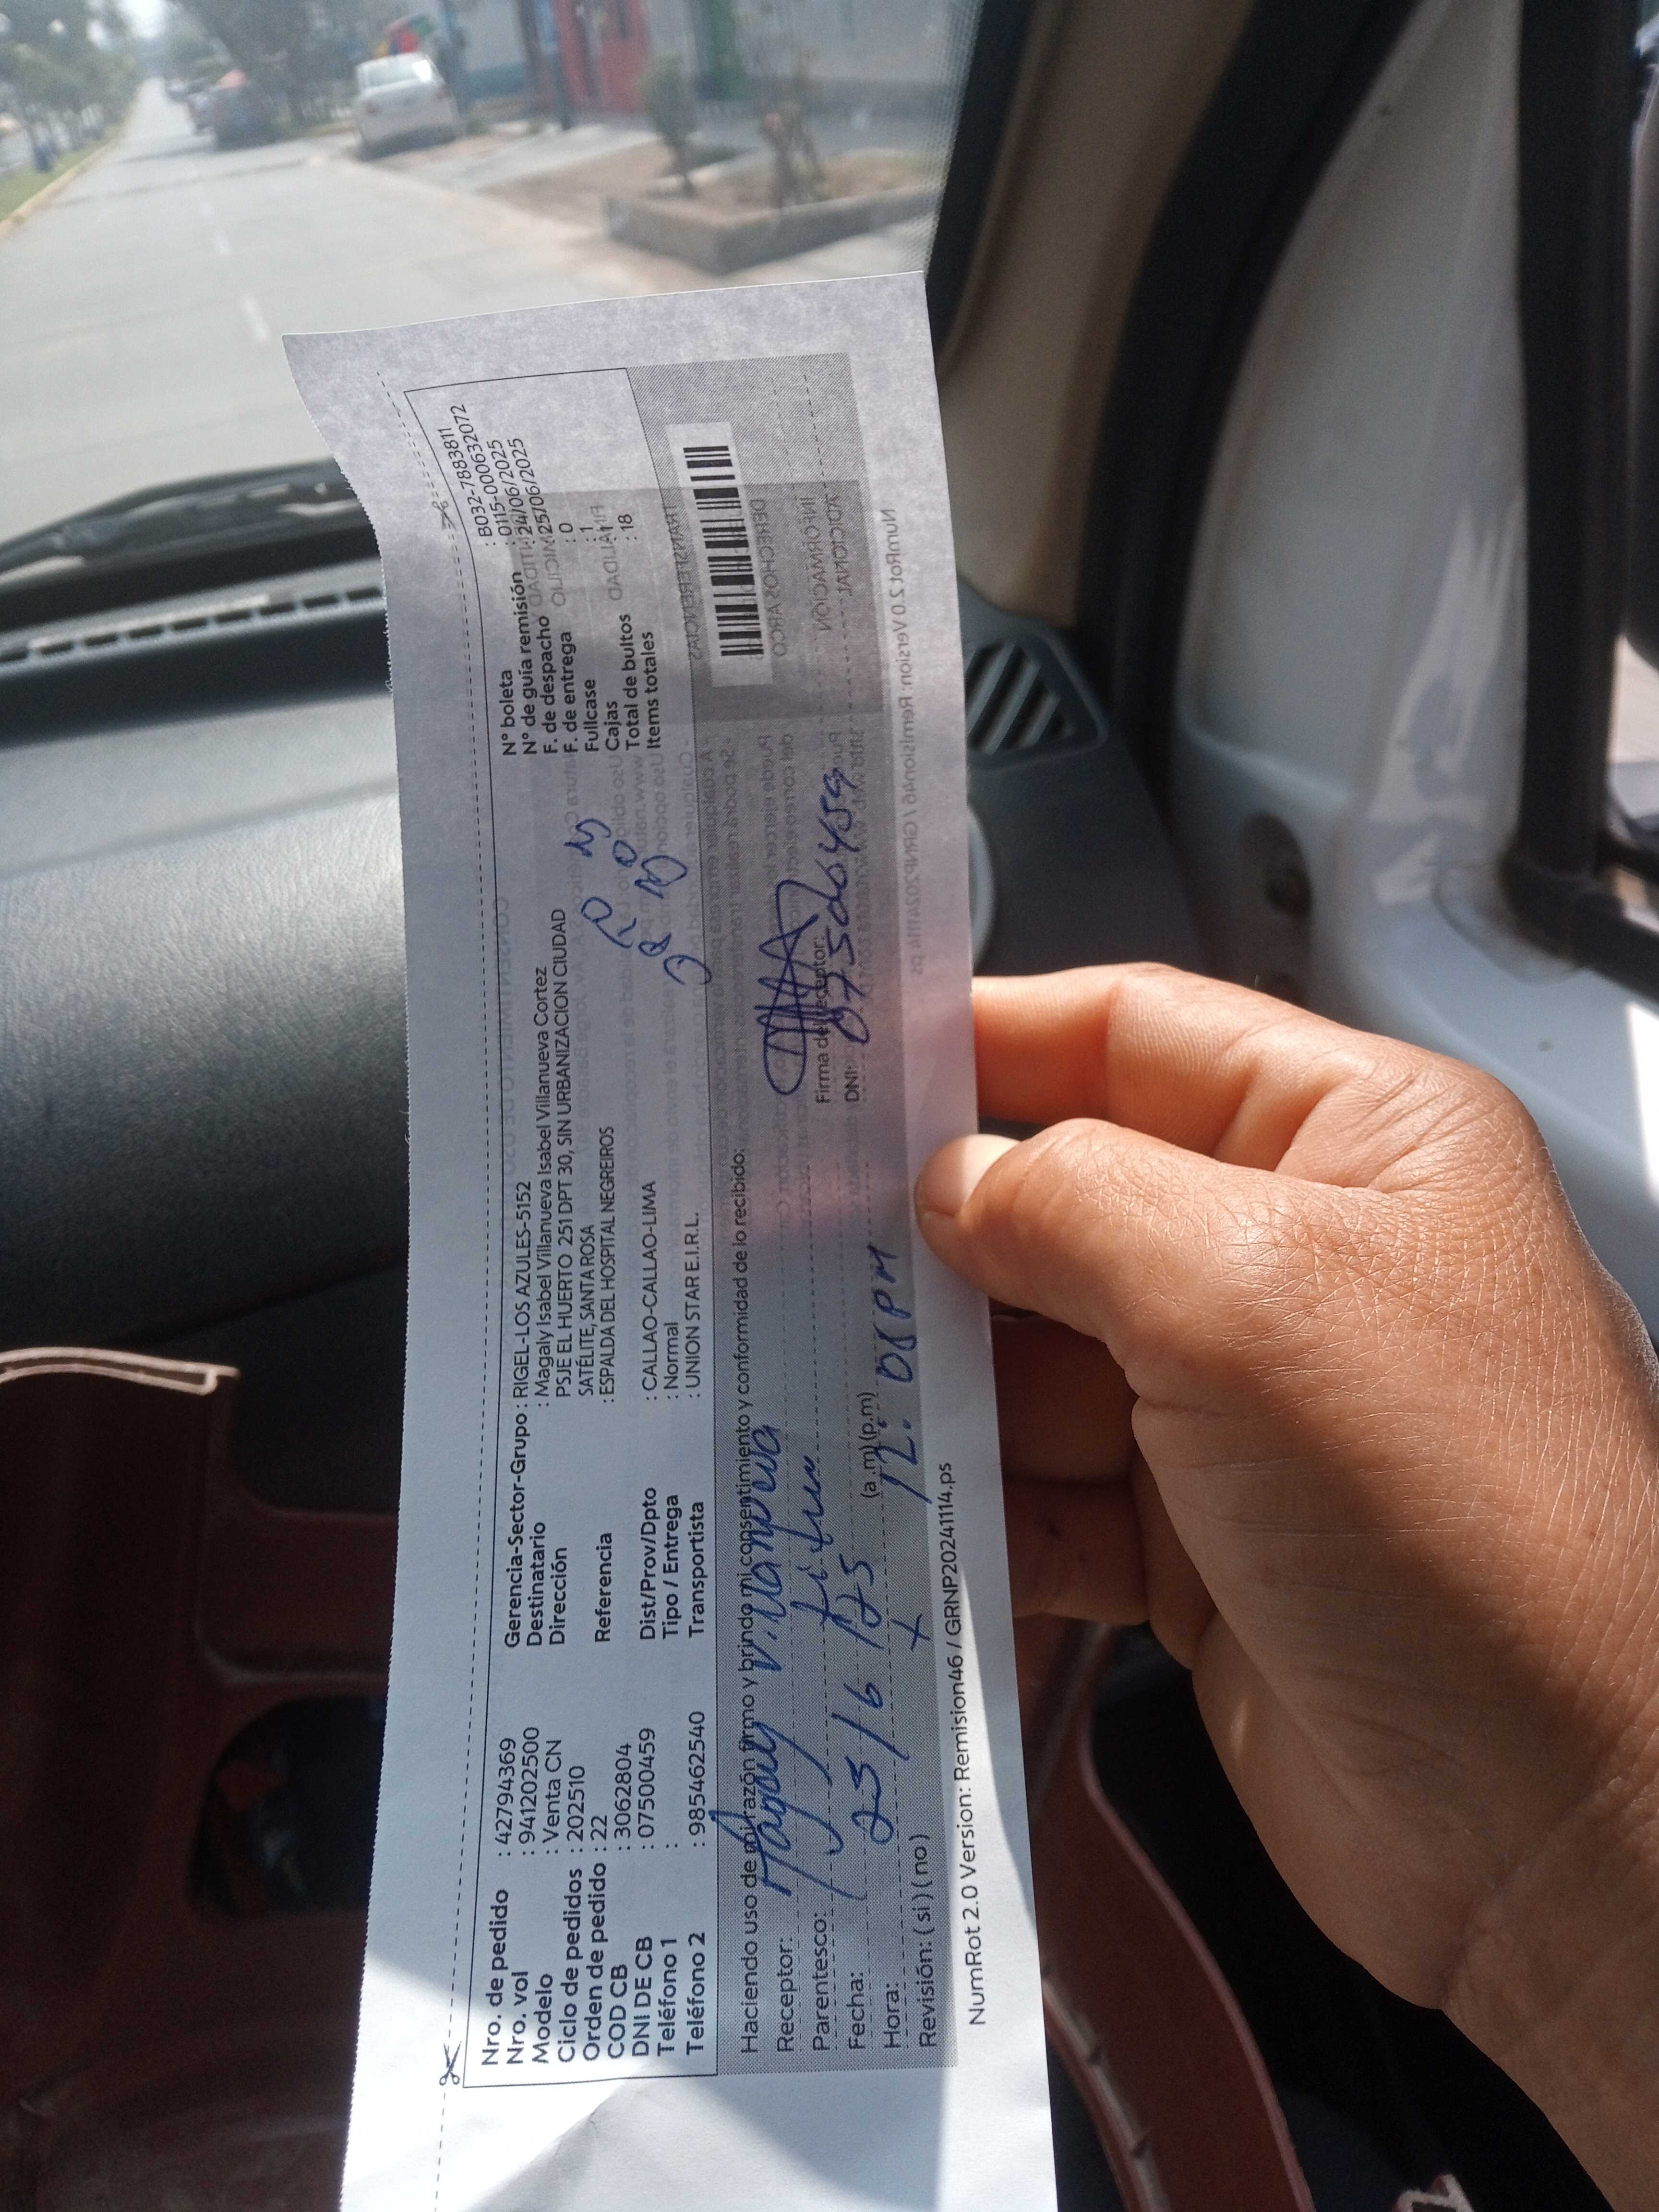 Nro. de pedido : 42794369
Nro. vol : 941202500
Modelo : Venta CN
Ciclo de pedidos : 202510
Orden de pedido : 22
COD CB : 3062804
DNI DE CB : 07500459
Teléfono 1 :
Teléfono 2 : 985462540
Gerencia-Sector-Grupo : RIGEL-LOS AZULES-5152
Destinatario : Magaly Isabel Villanueva Isabel Villanueva Cortez
Dirección PSJE EL HUERTO 251 DPT 30, SIN URBANIZACION CIUDAD
SATÉLITE, SANTA ROSA
Referencia : ESPALDA DEL HOSPITAL NEGREIROS
Dist/Prov/Dpto : CALLAO-CALLAO-LIMA
Tipo / Entrega : Normal
Transportista : UNION STAR E.I.R.L.
N° boleta : B032-7883811
N° de guía remisión : 0115-000632072
F. de despacho : 24/06/2025
F. de entrega : 25/06/2025
Fullcase : 0
Cajas : 1
Total de bultos : 1
Items totales : 18
Haciendo uso de mi razón firmo y brindo mi consentimiento y conformidad de lo recibido:
Receptor: Magaly Villanueva
Parentesco: titular
Fecha: 25/6/25
Hora: (a.m) (p.m) 12:08 PM
Revisión: ( si ) ( no )
Firma del receptor:
DNI: 07500459
NumRot 2.0 Version: Remision46 / GRNP20241114.ps